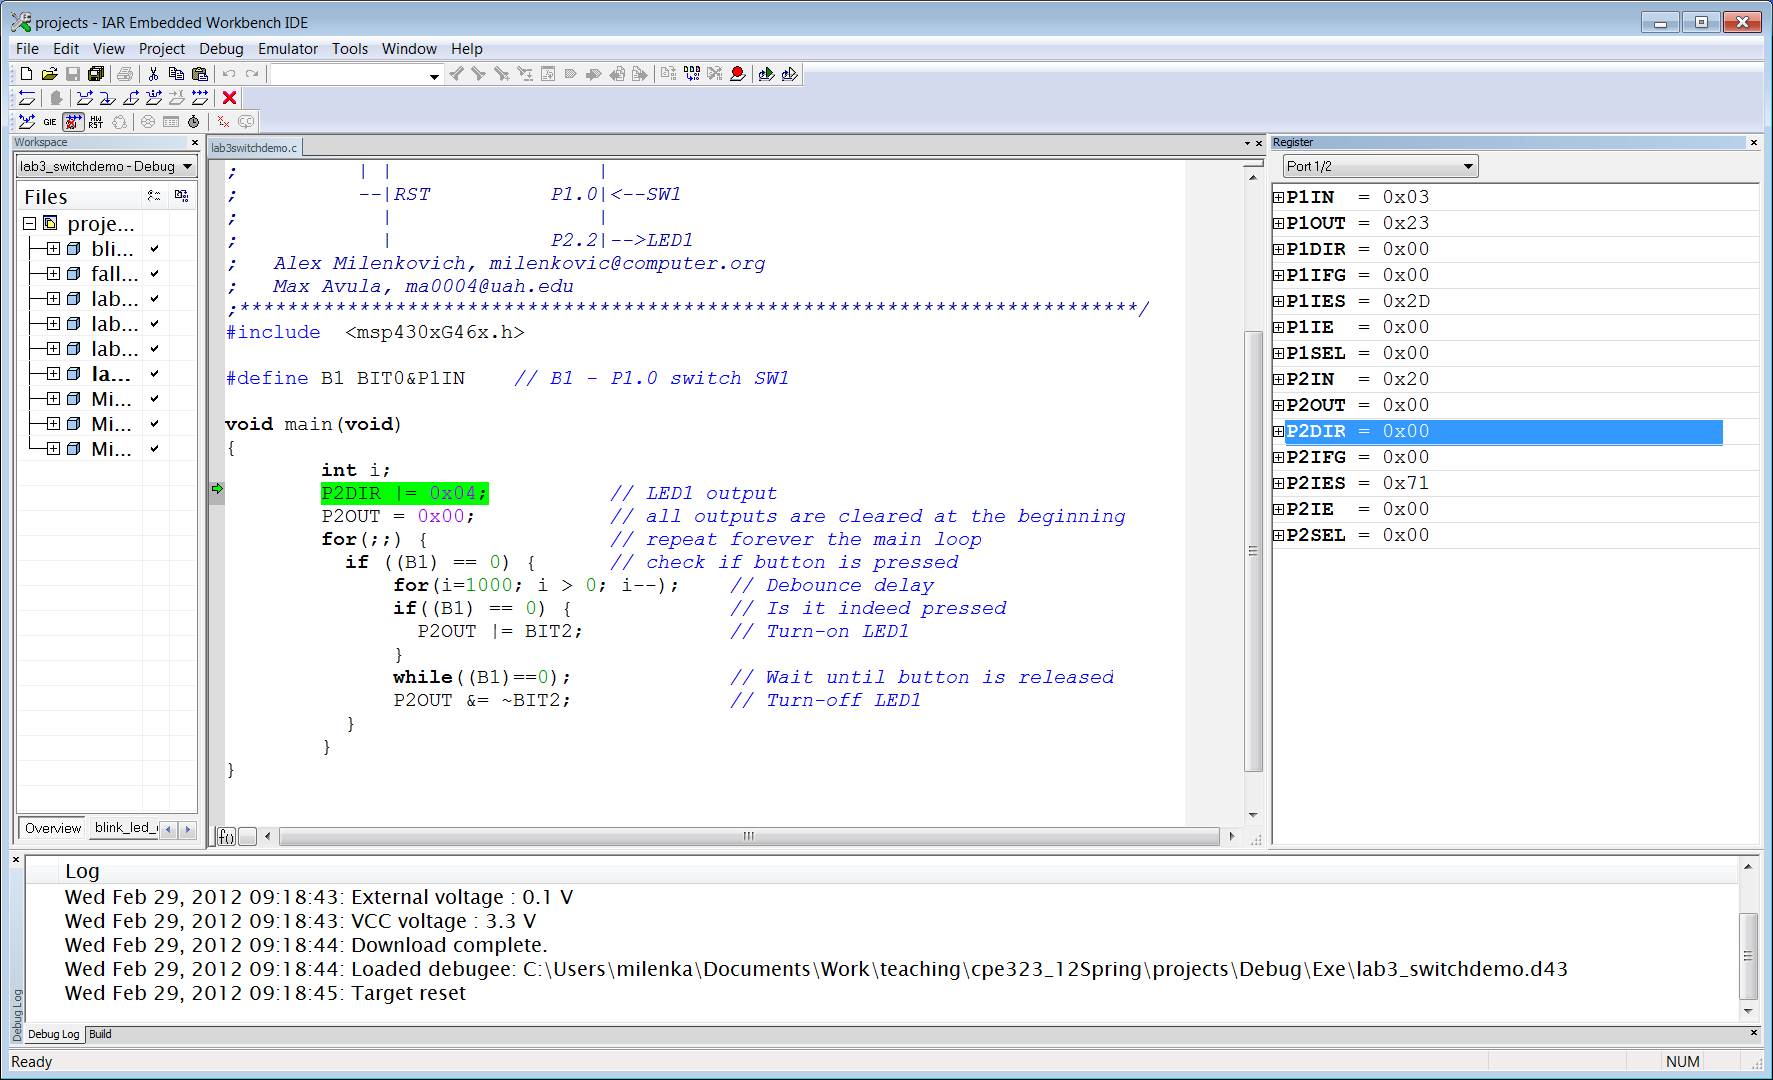 projects - IAR Embedded Workbench IDE
File Edit View Project Debug Emulator Tools Window Help
GIE HW RST
Workspace
lab3_switchdemo - Debug
Files
proje...
bli...
fall...
lab...
lab...
lab...
la...
Mi...
Mi...
Mi...
Overview blink_led_
lab3switchdemo.c
; | | |
; --|RST P1.0|<--SW1
; | |
; | P2.2|-->LED1
; Alex Milenkovich, milenkovic@computer.org
; Max Avula, ma0004@uah.edu
;****************************************************************************/
#include <msp430xG46x.h>
#define B1 BIT0&P1IN // B1 - P1.0 switch SW1
void main(void)
{
int i;
P2DIR |= 0x04; // LED1 output
P2OUT = 0x00; // all outputs are cleared at the beginning
for(;;) { // repeat forever the main loop
if ((B1) == 0) { // check if button is pressed
for(i=1000; i > 0; i--); // Debounce delay
if((B1) == 0) { // Is it indeed pressed
P2OUT |= BIT2; // Turn-on LED1
}
while((B1)==0); // Wait until button is released
P2OUT &= ~BIT2; // Turn-off LED1
}
}
}
f()
Register
Port 1/2
P1IN = 0x03
P1OUT = 0x23
P1DIR = 0x00
P1IFG = 0x00
P1IES = 0x2D
P1IE = 0x00
P1SEL = 0x00
P2IN = 0x20
P2OUT = 0x00
P2DIR = 0x00
P2IFG = 0x00
P2IES = 0x71
P2IE = 0x00
P2SEL = 0x00
Log
Wed Feb 29, 2012 09:18:43: External voltage : 0.1 V
Wed Feb 29, 2012 09:18:43: VCC voltage : 3.3 V
Wed Feb 29, 2012 09:18:44: Download complete.
Wed Feb 29, 2012 09:18:44: Loaded debugee: C:\Users\milenka\Documents\Work\teaching\cpe323_12Spring\projects\Debug\Exe\lab3_switchdemo.d43
Wed Feb 29, 2012 09:18:45: Target reset
Debug Log
Debug Log Build
Ready
NUM